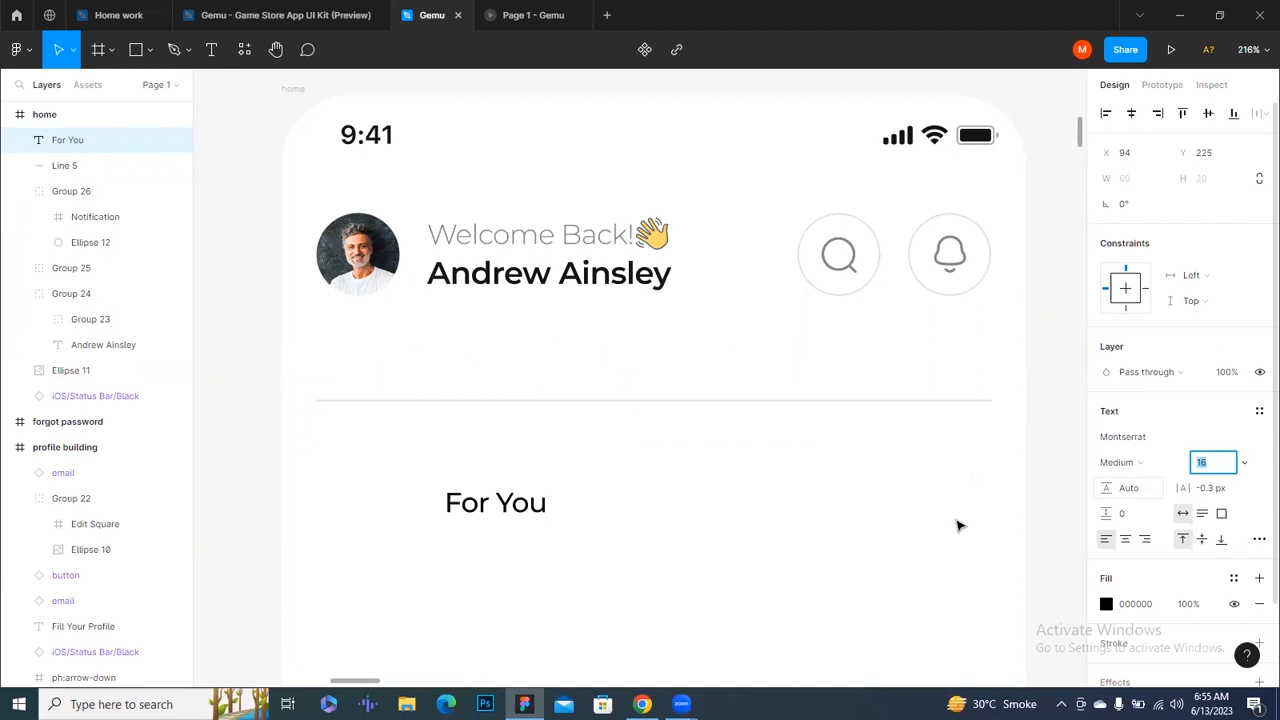 Home work
Gemu - Game Store App UI Kit (Preview)
Gemu
Page 1 - Gemu
M
Share
A?
216%
Layers
Assets
Page 1
home
For You
Line 5
Group 26
Notification
Ellipse 12
Group 25
Group 24
Group 23
Andrew Ainsley
Ellipse 11
iOS/Status Bar/Black
forgot password
profile building
email
Group 22
Edit Square
Ellipse 10
button
email
Fill Your Profile
iOS/Status Bar/Black
ph:arrow-down
home
9:41
Welcome Back!👋
Andrew Ainsley
For You
Design
Prototype
Inspect
X 94 Y 225
W 60 H 20
0°
Constraints
Left
Top
Layer
Pass through 100%
Text
Montserrat
Medium 16
Auto -0.3 px
0
Fill
000000 100%
Activate Windows
Go to Settings to activate Windows.
Stroke
Effects
?
Type here to search
Ps
30°C Smoke
6:55 AM
6/13/2023